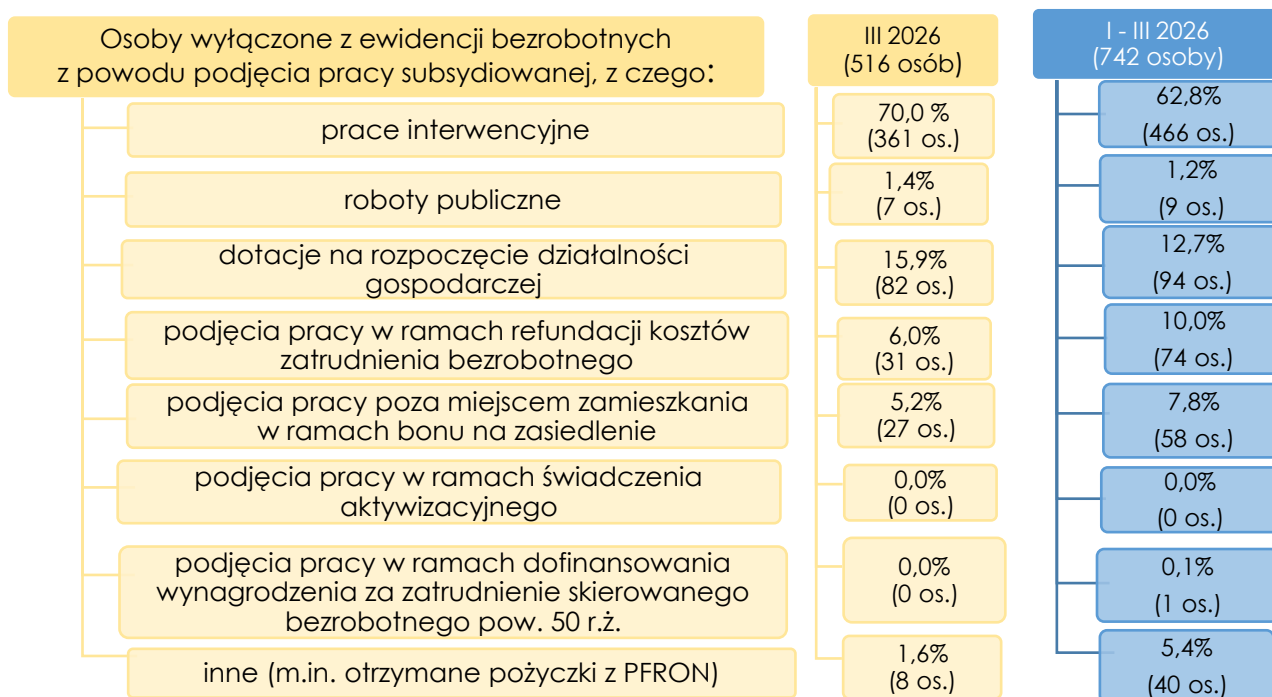 Osoby wyłączone z ewidencji bezrobotnych
z powodu podjęcia pracy subsydiowanej, z czego:
III 2026
(516 osób)
I - III 2026
(742 osoby)
prace interwencyjne
70,0 %
(361 os.)
62,8%
(466 os.)
roboty publiczne
1,4%
(7 os.)
1,2%
(9 os.)
dotacje na rozpoczęcie działalności
gospodarczej
15,9%
(82 os.)
12,7%
(94 os.)
podjęcia pracy w ramach refundacji kosztów
zatrudnienia bezrobotnego
6,0%
(31 os.)
10,0%
(74 os.)
podjęcia pracy poza miejscem zamieszkania
w ramach bonu na zasiedlenie
5,2%
(27 os.)
7,8%
(58 os.)
podjęcia pracy w ramach świadczenia
aktywizacyjnego
0,0%
(0 os.)
0,0%
(0 os.)
podjęcia pracy w ramach dofinansowania
wynagrodzenia za zatrudnienie skierowanego
bezrobotnego pow. 50 r.ż.
0,0%
(0 os.)
0,1%
(1 os.)
inne (m.in. otrzymane pożyczki z PFRON)
1,6%
(8 os.)
5,4%
(40 os.)